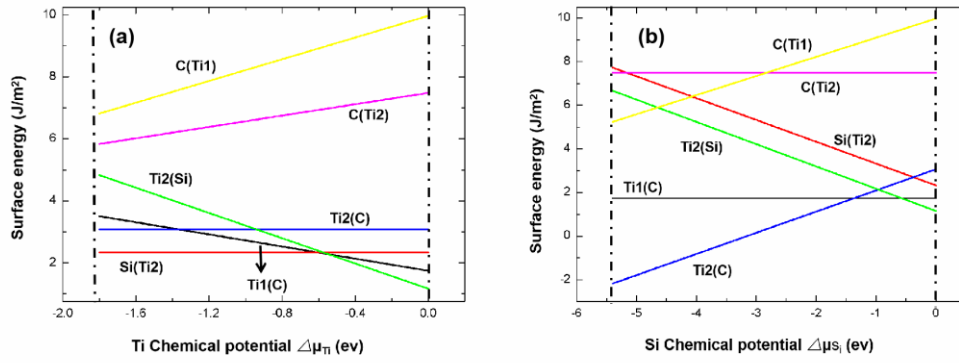 (a)
10
8
6
4
2
Surface energy (J/m²)
C(Ti1)
C(Ti2)
Ti2(Si)
Ti2(C)
Si(Ti2)
Ti1(C)
-2.0 -1.6 -1.2 -0.8 -0.4 0.0
Ti Chemical potential △μTi (ev)
(b)
10
8
6
4
2
0
-2
Surface energy (J/m²)
C(Ti1)
C(Ti2)
Si(Ti2)
Ti2(Si)
Ti1(C)
Ti2(C)
-6 -5 -4 -3 -2 -1 0
Si Chemical potential △μSi (ev)